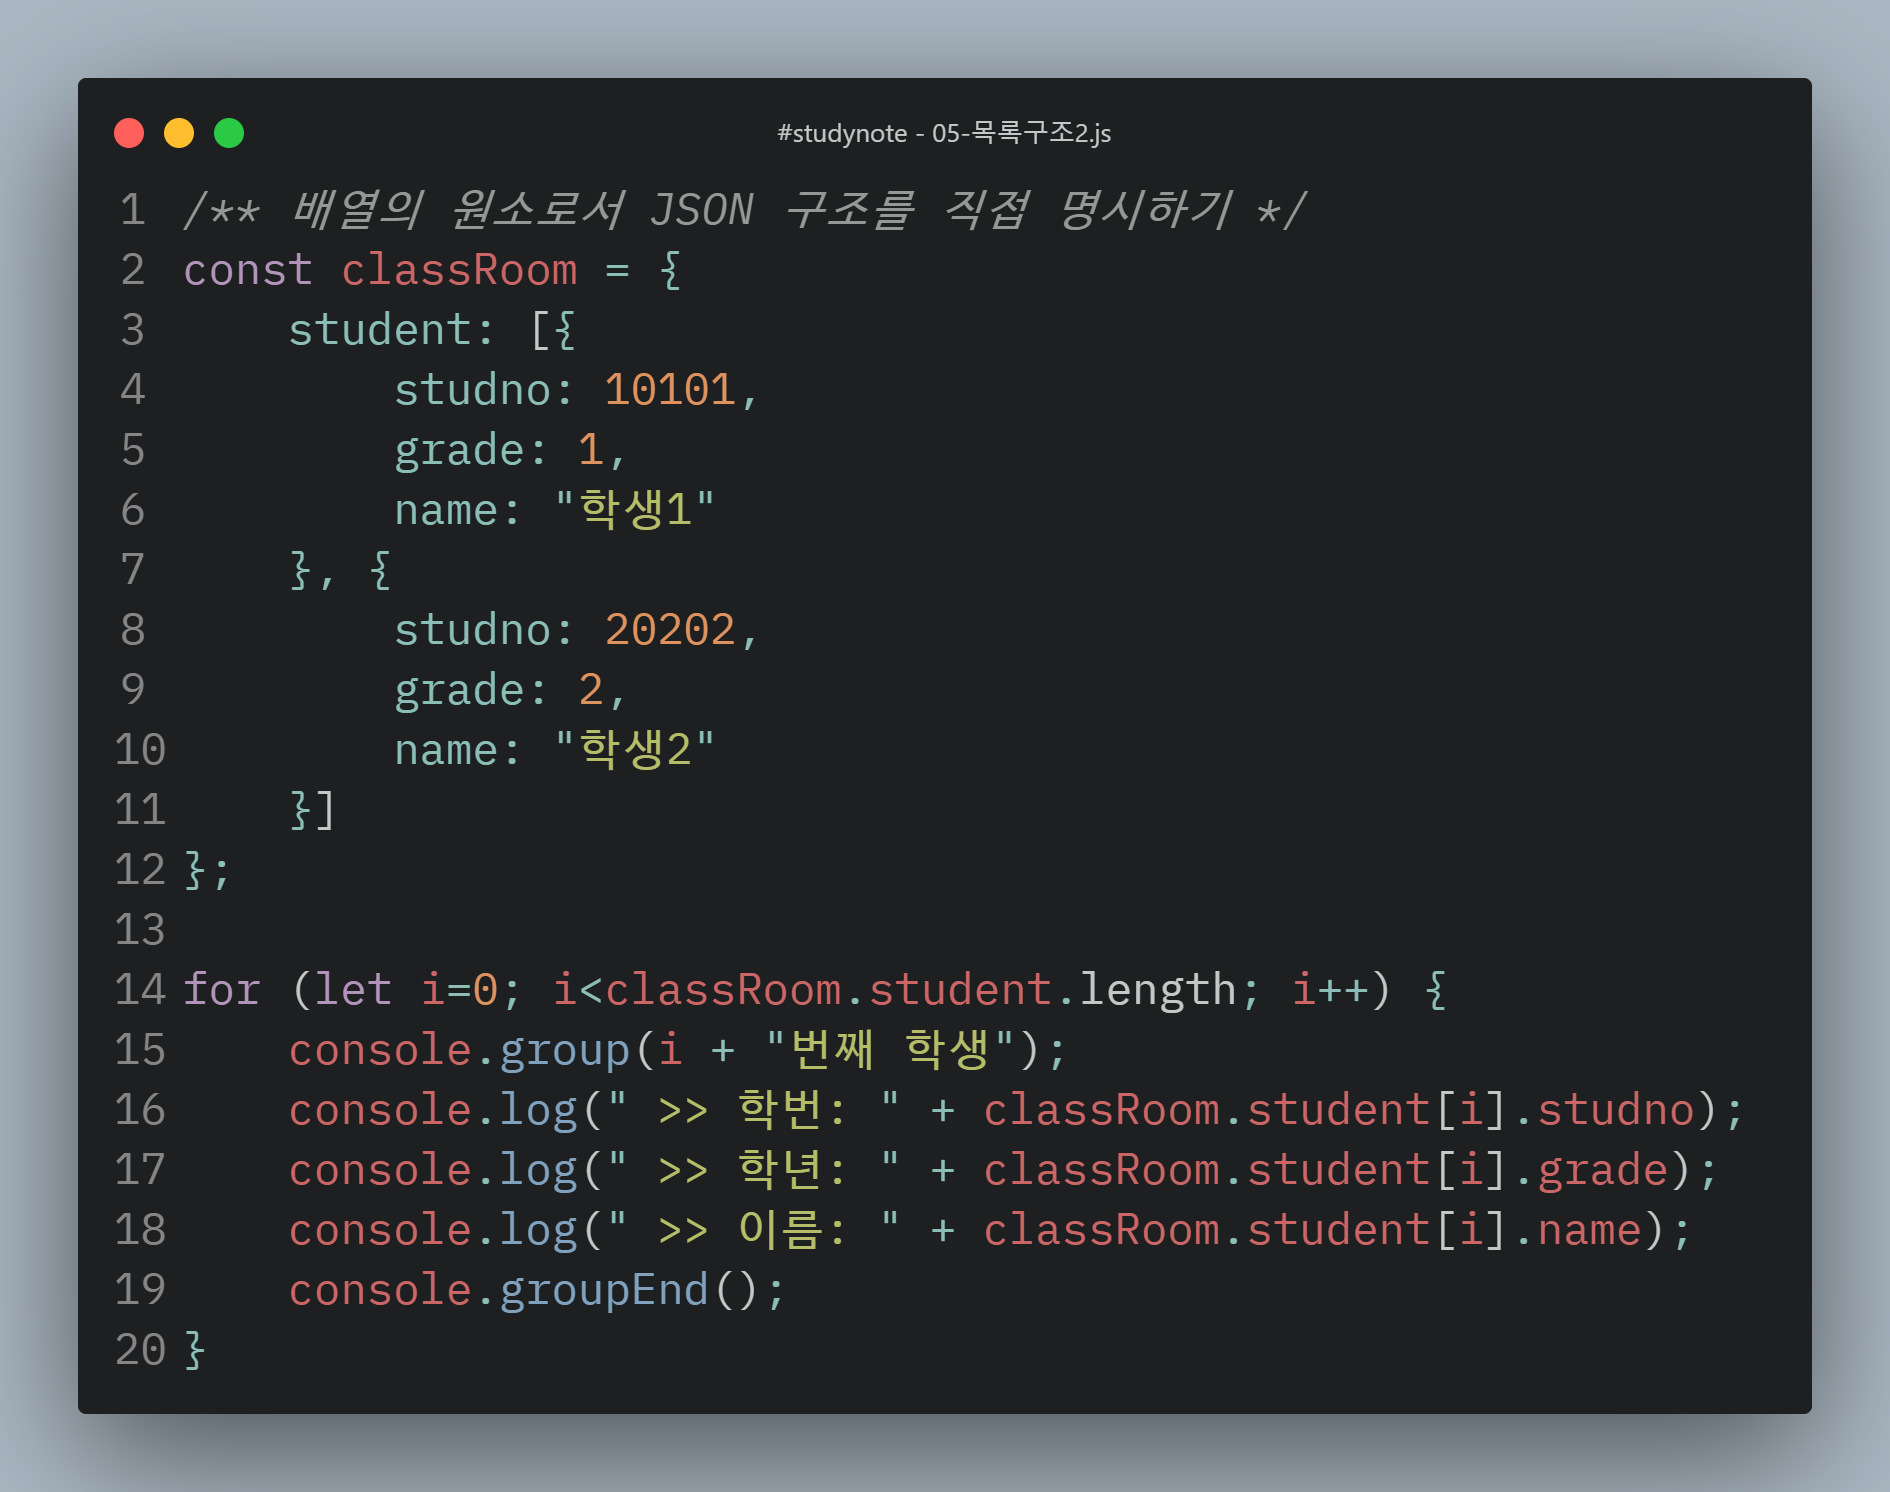 #studynote - 05-목록구조2.js
1 /** 배열의 원소로서 JSON 구조를 직접 명시하기 */
2 const classRoom = {
3     student: [{
4         studno: 10101,
5         grade: 1,
6         name: "학생1"
7     }, {
8         studno: 20202,
9         grade: 2,
10         name: "학생2"
11     }]
12 };
13
14 for (let i=0; i<classRoom.student.length; i++) {
15     console.group(i + "번째 학생");
16     console.log(" >> 학번: " + classRoom.student[i].studno);
17     console.log(" >> 학년: " + classRoom.student[i].grade);
18     console.log(" >> 이름: " + classRoom.student[i].name);
19     console.groupEnd();
20 }